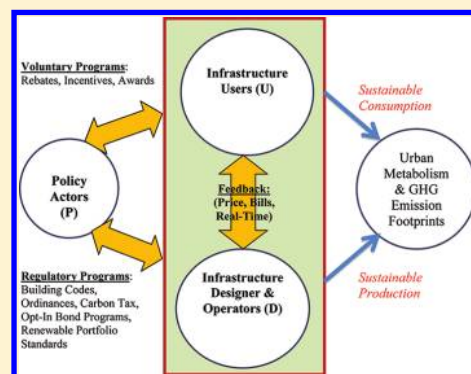 Voluntary Programs:
Rebates, Incentives, Awards
Policy
Actors
(P)
Regulatory Programs:
Building Codes,
Ordinances, Carbon Tax,
Opt-In Bond Programs,
Renewable Portfolio
Standards
Infrastructure
Users (U)
Feedback:
(Price, Bills,
Real-Time)
Infrastructure
Designer &
Operators (D)
Sustainable
Consumption
Urban
Metabolism
& GHG
Emission
Footprints
Sustainable
Production